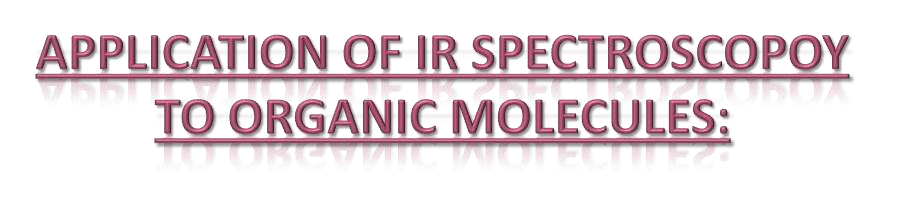 APPLICATION OF IR SPECTROSCOPOY
TO ORGANIC MOLECULES: